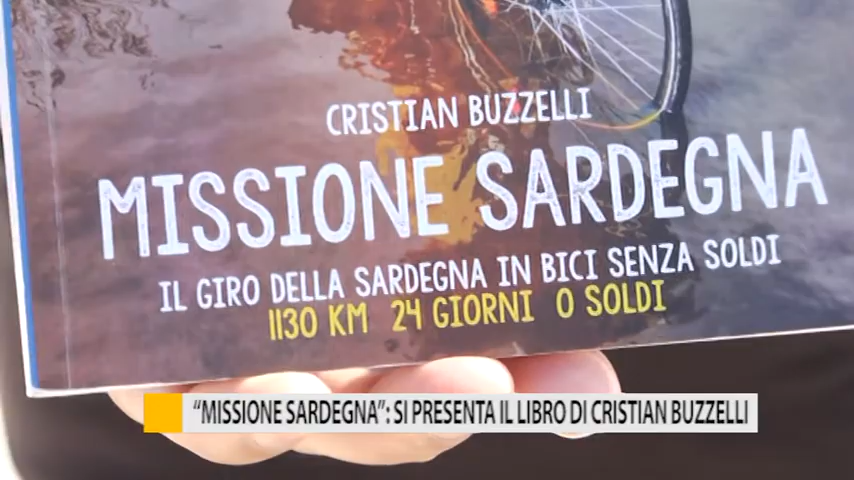 CRISTIAN BUZZELLI
MISSIONE SARDEGNA
IL GIRO DELLA SARDEGNA IN BICI SENZA SOLDI
1130 KM 24 GIORNI 0 SOLDI
“MISSIONE SARDEGNA”: SI PRESENTA IL LIBRO DI CRISTIAN BUZZELLI